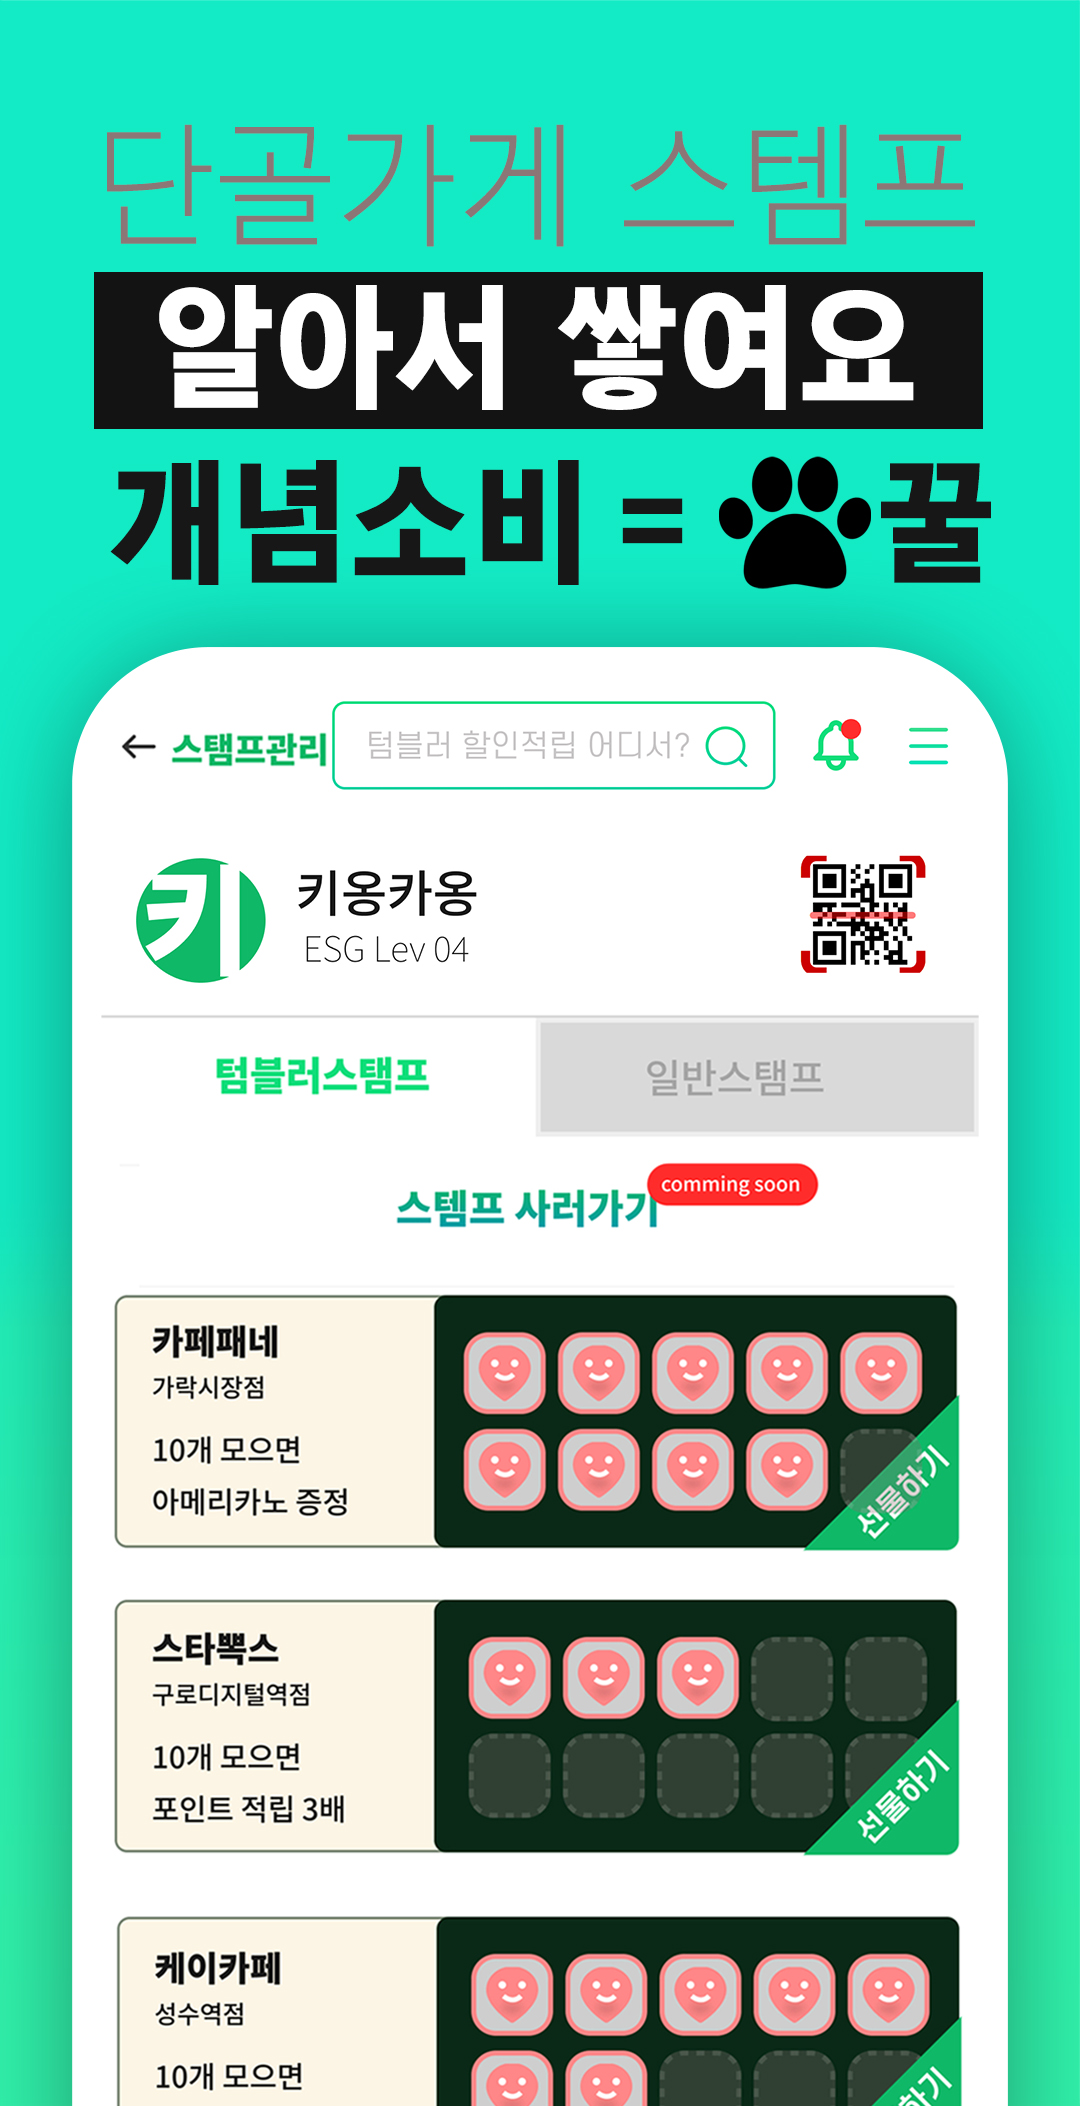 단골가게 스템프
알아서 쌓여요
개념소비 = 꿀
스탬프관리
텀블러 할인적립 어디서?
키
키옹카옹
ESG Lev 04
텀블러스탬프
일반스탬프
스템프 사러가기
comming soon
카페패네
가락시장점
10개 모으면
아메리카노 증정
선물하기
스타뽁스
구로디지털역점
10개 모으면
포인트 적립 3배
선물하기
케이카페
성수역점
10개 모으면
하기